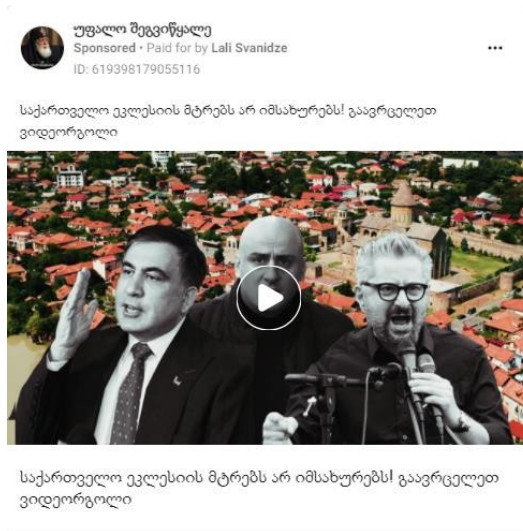 უფალო შეგვიწყალე
Sponsored • Paid for by Lali Svanidze
ID: 619398179055116
საქართველო ეკლესიის მტრებს არ იმსახურებს! გაავრცელეთ
ვიდეორგოლი
საქართველო ეკლესიის მტრებს არ იმსახურებს! გაავრცელეთ
ვიდეორგოლი